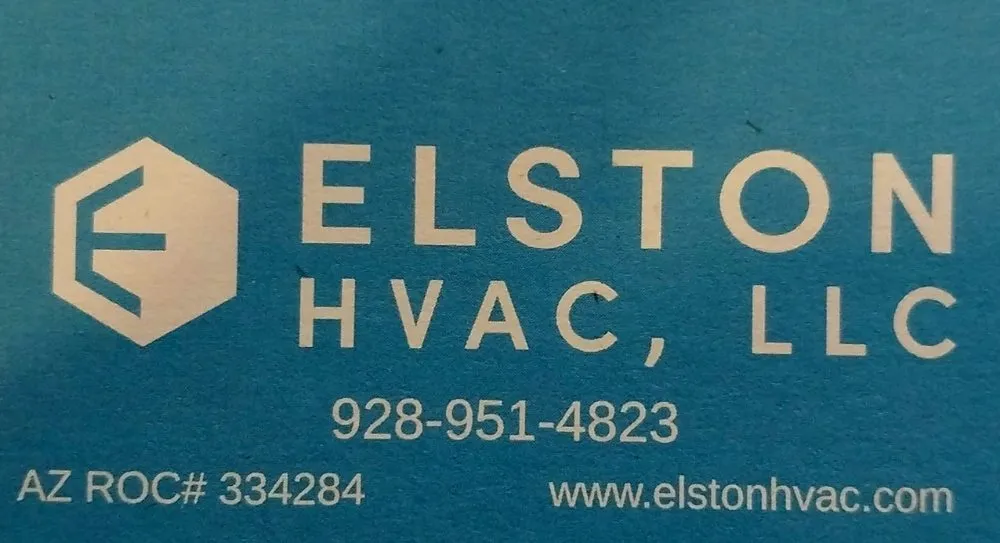 ELSTON
HVAC, LLC
928-951-4823
AZ ROC# 334284
www.elstonhvac.com